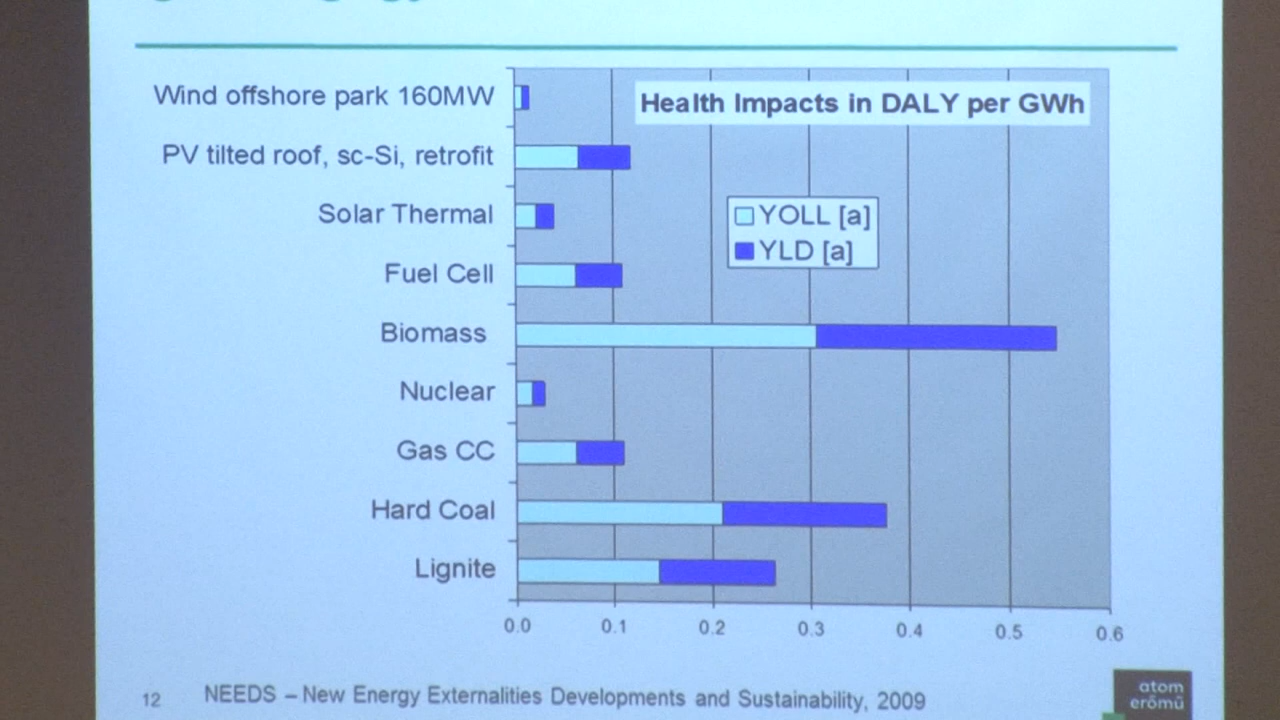 Wind offshore park 160MW
Health Impacts in DALY per GWh
PV tilted roof, sc-Si, retrofit
Solar Thermal
YOLL [a]
YLD [a]
Fuel Cell
Biomass
Nuclear
Gas CC
Hard Coal
Lignite
0.0 0.1 0.2 0.3 0.4 0.5 0.6
12 NEEDS – New Energy Externalities Developments and Sustainability, 2009
atom
erőmű